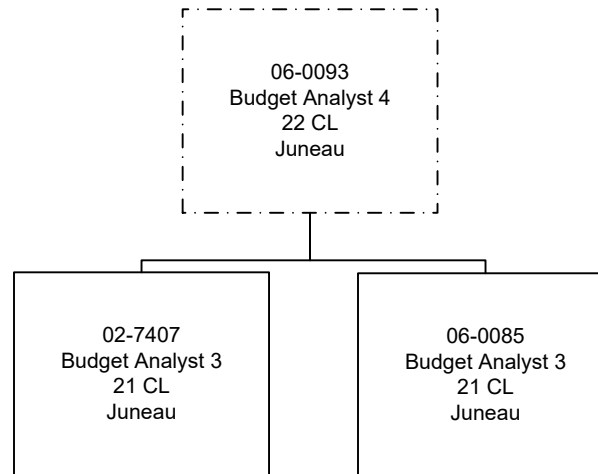 06-0093
Budget Analyst 4
22 CL
Juneau
02-7407
Budget Analyst 3
21 CL
Juneau
06-0085
Budget Analyst 3
21 CL
Juneau